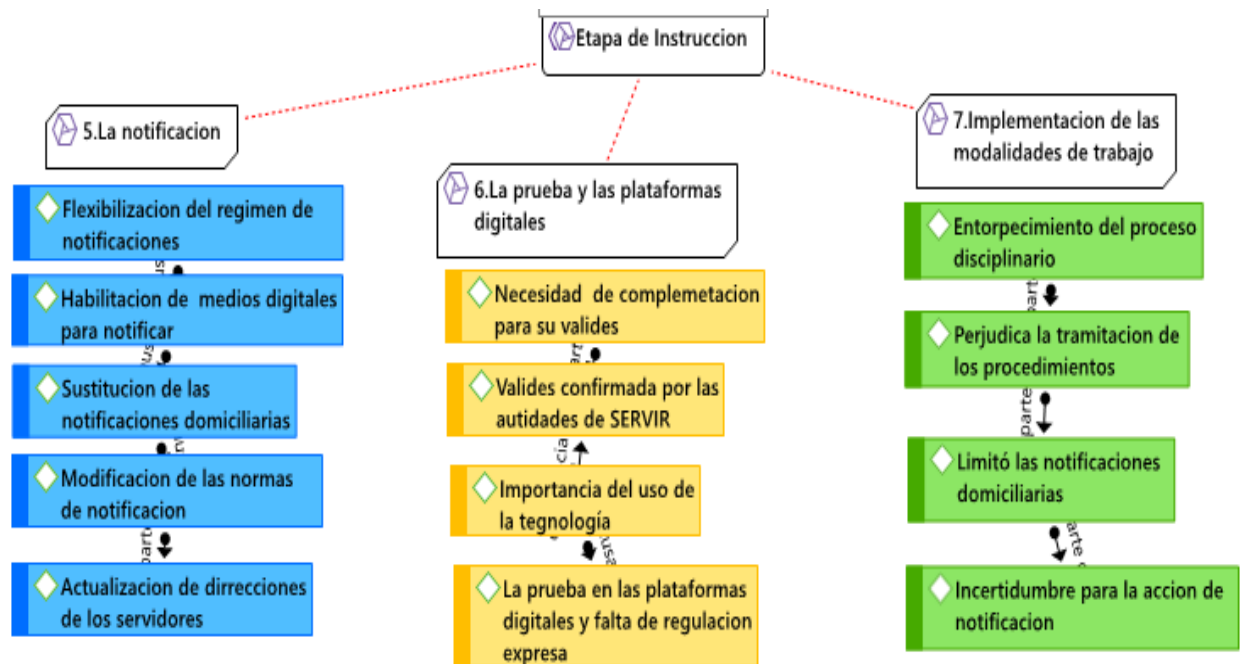 Etapa de Instruccion
5.La notificacion
Flexibilizacion del regimen de
notificaciones
Habilitacion de medios digitales
para notificar
Sustitucion de las
notificaciones domiciliarias
Modificacion de las normas
de notificacion
parte
Actualizacion de dirrecciones
de los servidores
6.La prueba y las plataformas
digitales
Necesidad de complemetacion
para su valides
Valides confirmada por las
autidades de SERVIR
Importancia del uso de
la tegnología
La prueba en las plataformas
digitales y falta de regulacion
expresa
7.Implementacion de las
modalidades de trabajo
Entorpecimiento del proceso
disciplinario
parte
Perjudica la tramitacion de
los procedimientos
parte
Limitó las notificaciones
domiciliarias
parte
Incertidumbre para la accion de
notificacion